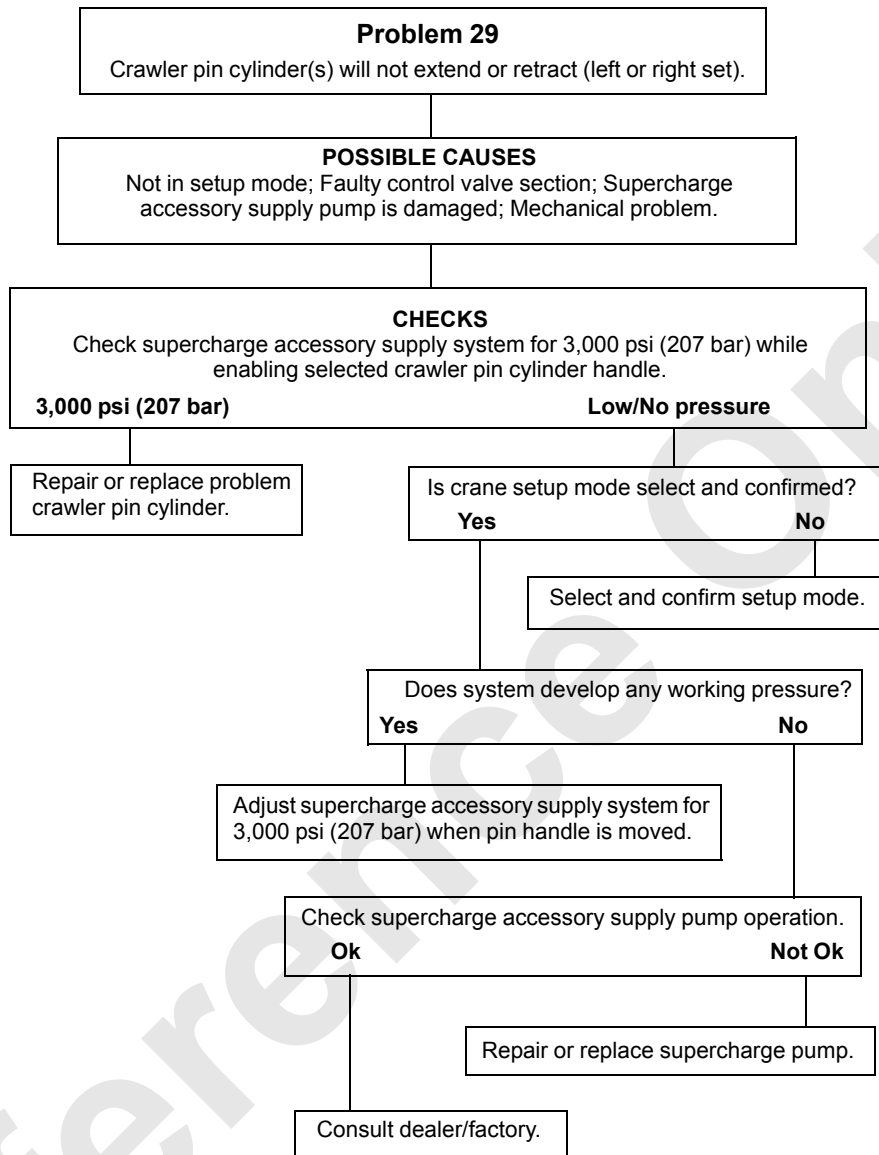 Problem 29
Crawler pin cylinder(s) will not extend or retract (left or right set).
POSSIBLE CAUSES
Not in setup mode; Faulty control valve section; Supercharge
accessory supply pump is damaged; Mechanical problem.
CHECKS
Check supercharge accessory supply system for 3,000 psi (207 bar) while
enabling selected crawler pin cylinder handle.
3,000 psi (207 bar) Low/No pressure
Repair or replace problem
crawler pin cylinder.
Is crane setup mode select and confirmed?
Yes No
Select and confirm setup mode.
Does system develop any working pressure?
Yes No
Adjust supercharge accessory supply system for
3,000 psi (207 bar) when pin handle is moved.
Check supercharge accessory supply pump operation.
Ok Not Ok
Repair or replace supercharge pump.
Consult dealer/factory.